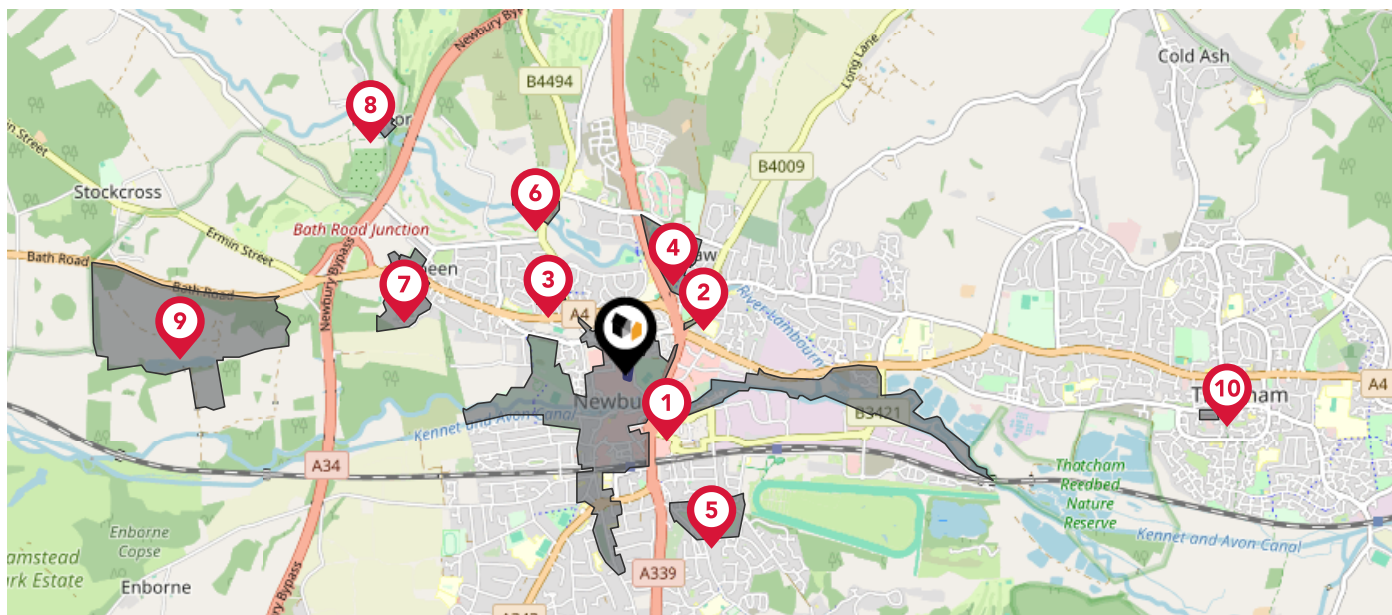 Newbury Bypass
B4494
Long Lane
Cold Ash
8
Stockcross
6
B4009
Bath Road Junction
Ermin Street
Bath Road
Bath Road
Newbury Bypass
4
7
3
2
A4
River Lambourn
9
1
10
A4
Kennet and Avon Canal
B3421
A34
5
Thatcham
Reedbed
Nature
Reserve
Kennet and Avon Canal
Enborne
Copse
Enborne
A339